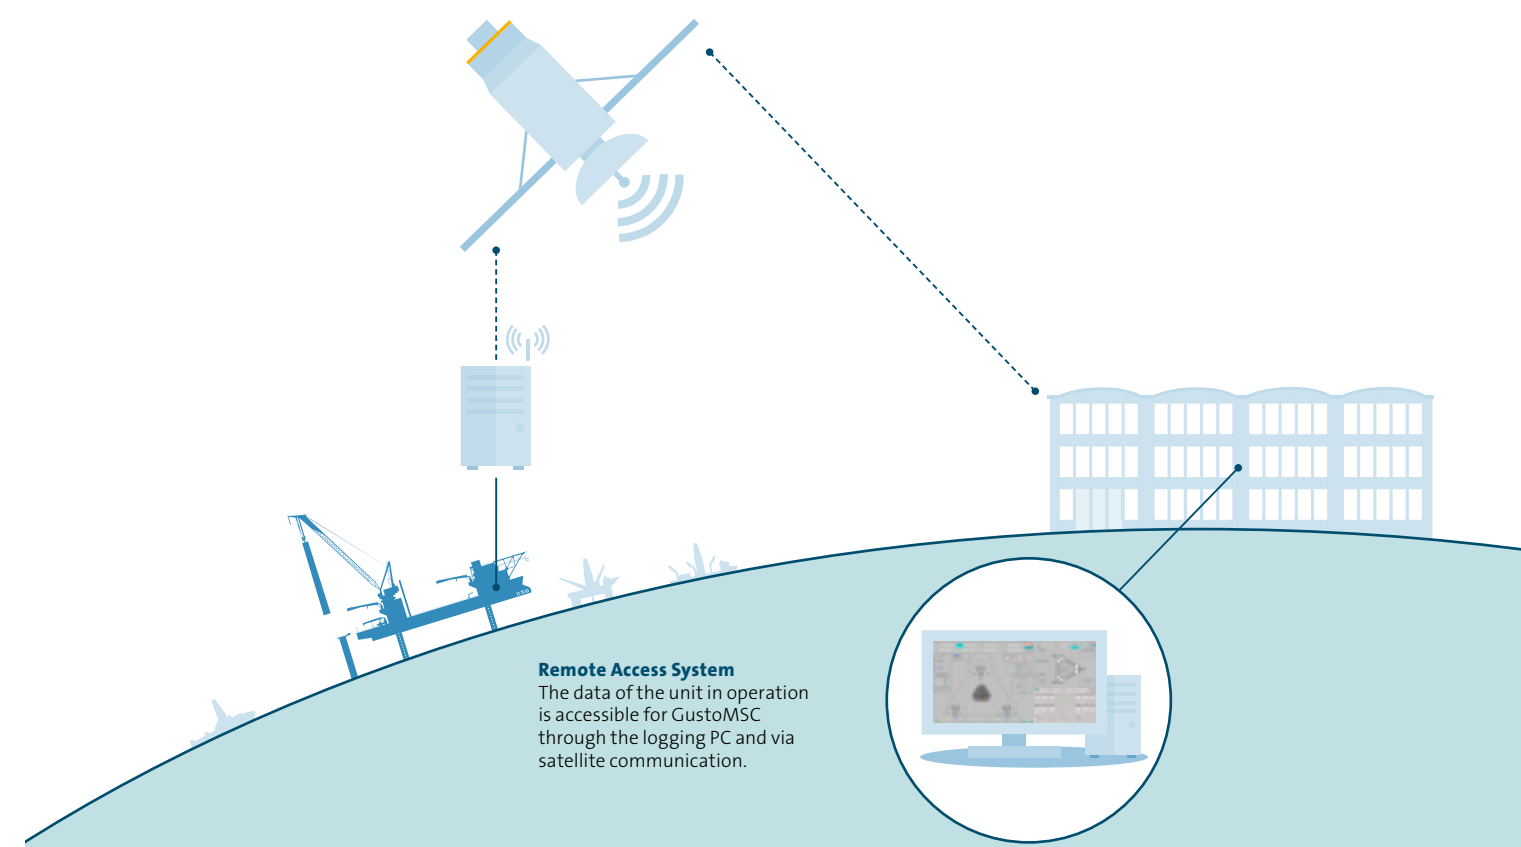 Remote Access System
The data of the unit in operation
is accessible for GustoMSC
through the logging PC and via
satellite communication.